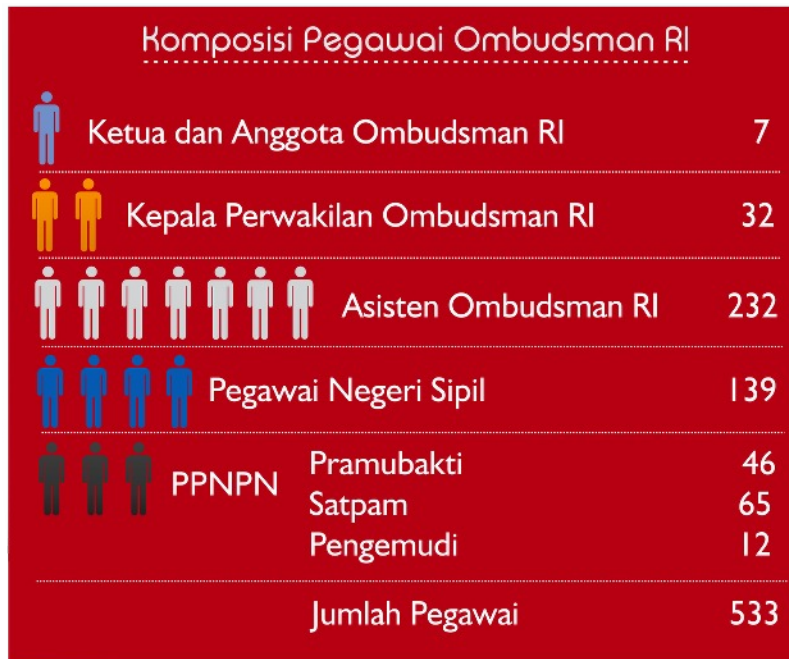 Komposisi Pegawai Ombudsman RI
Ketua dan Anggota Ombudsman RI 7
Kepala Perwakilan Ombudsman RI 32
Asisten Ombudsman RI 232
Pegawai Negeri Sipil 139
PPNPN
Pramubakti 46
Satpam 65
Pengemudi 12
Jumlah Pegawai 533